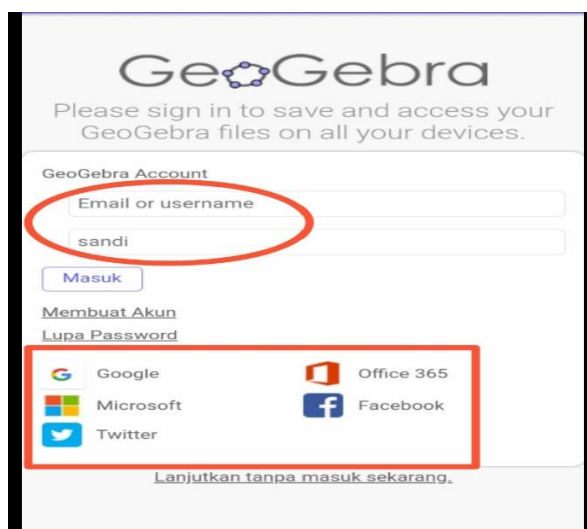 GeoGebra
Please sign in to save and access your
GeoGebra files on all your devices.
GeoGebra Account
Email or username
sandi
Masuk
Membuat Akun
Lupa Password
Google
Office 365
Microsoft
Facebook
Twitter
Lanjutkan tanpa masuk sekarang.